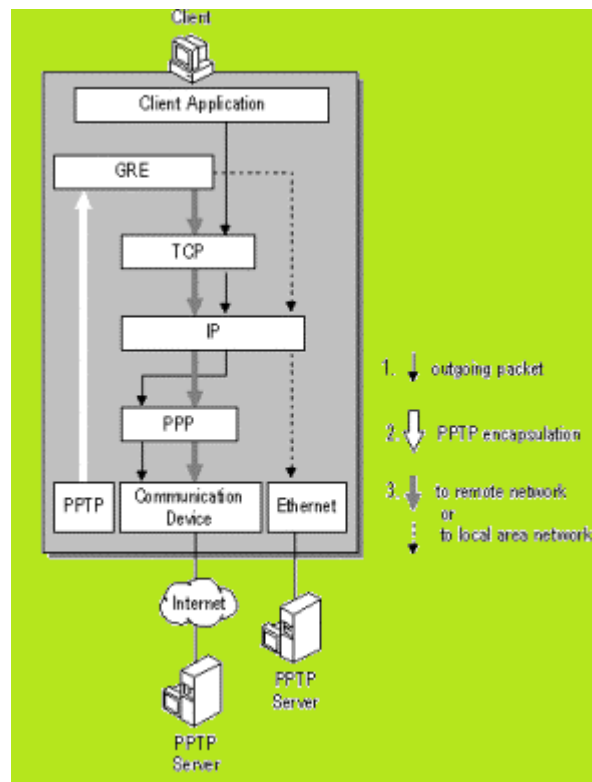 Client
Client Application
GRE
TCP
IP
PPP
PPTP
Communication
Device
Ethernet
1. outgoing packet
2. PPTP encapsulation
3. to remote network
or
to local area network
Internet
PPTP
Server
PPTP
Server